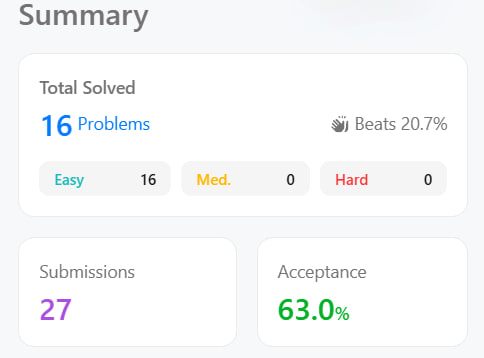 Summary
Total Solved
16 Problems
Beats 20.7%
Easy 16 Med. 0 Hard 0
Submissions Acceptance
27 63.0%